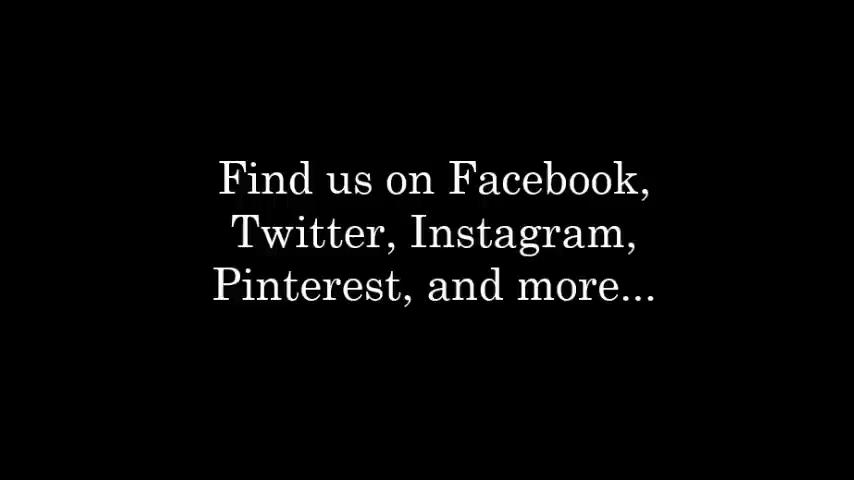 Find us on Facebook,
Twitter, Instagram,
Pinterest, and more...